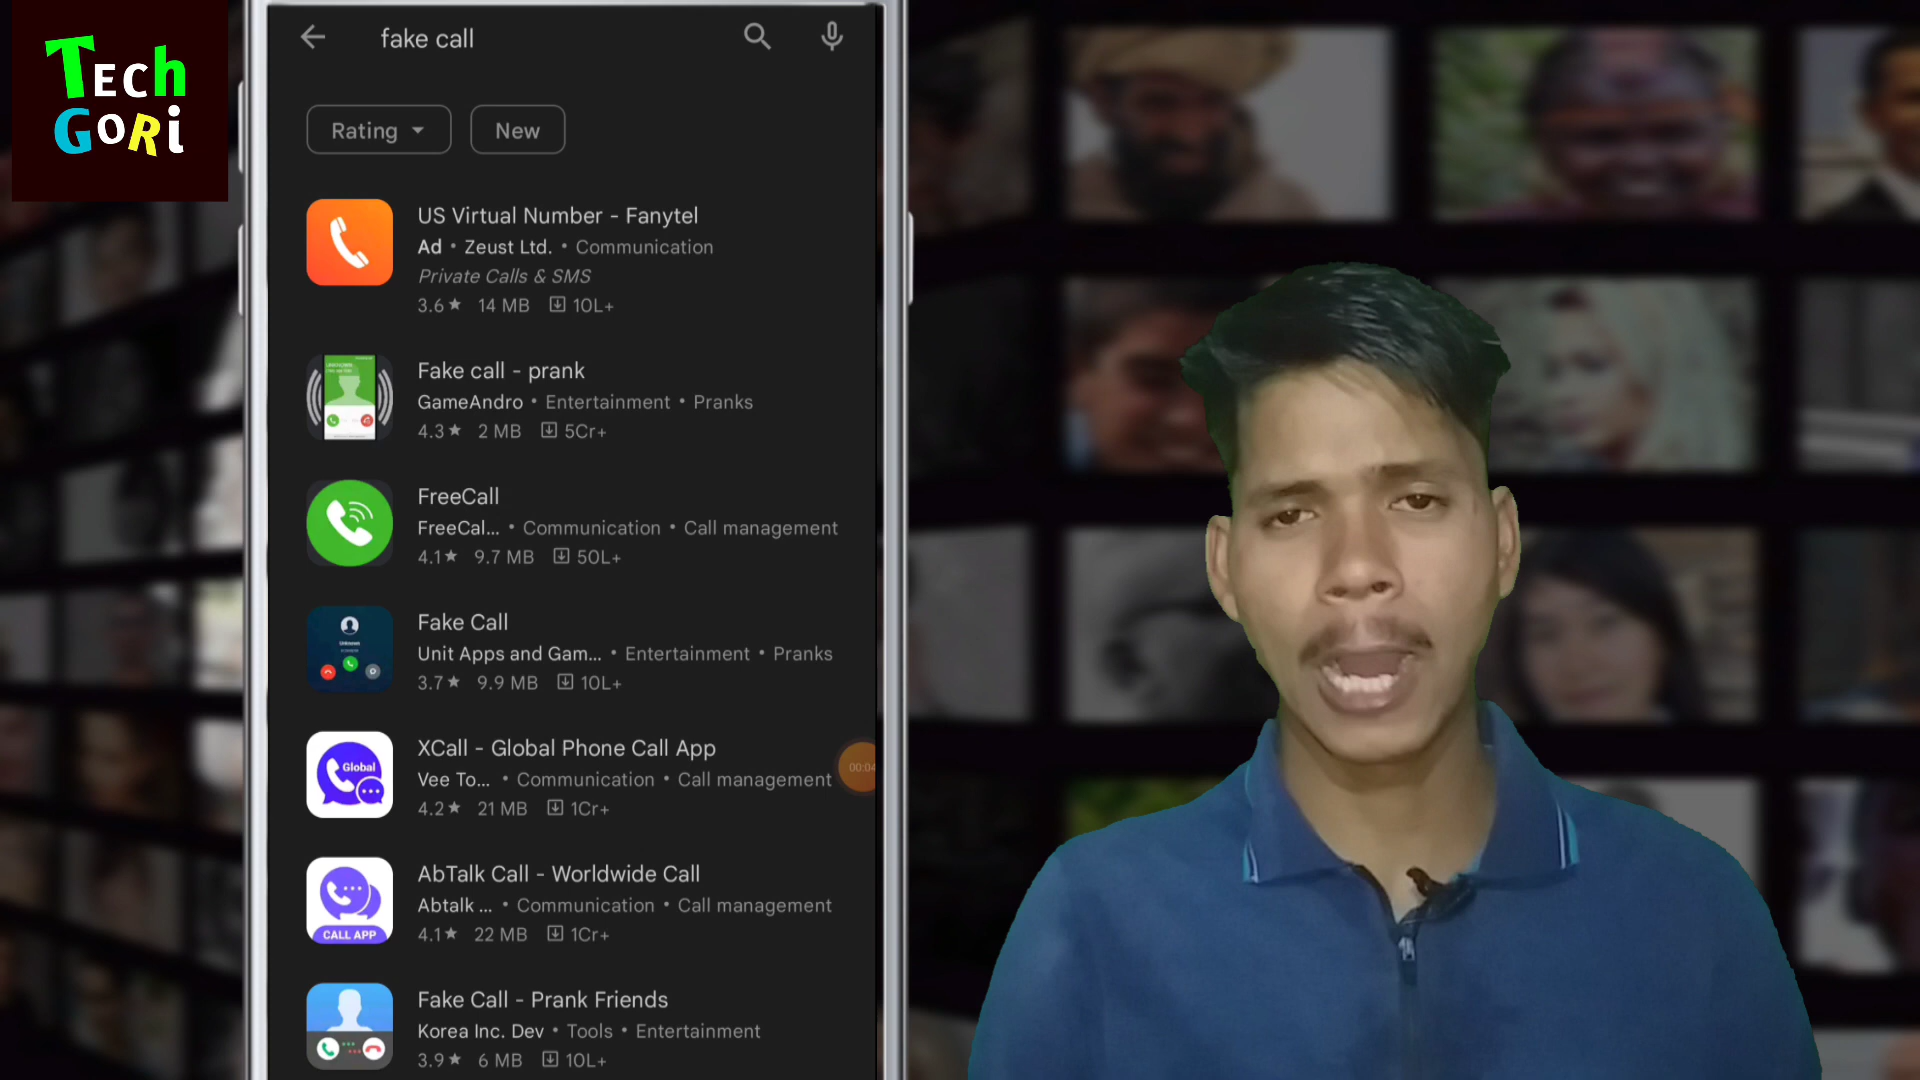 TECh
GORi
fake call
Rating
New
US Virtual Number - Fanytel
Ad • Zeust Ltd. • Communication
Private Calls & SMS
3.6★ 14 MB 10L+
Fake call - prank
GameAndro • Entertainment • Pranks
4.3★ 2 MB 5Cr+
FreeCall
FreeCal... • Communication • Call management
4.1★ 9.7 MB 50L+
Fake Call
Unit Apps and Gam... • Entertainment • Pranks
3.7★ 9.9 MB 10L+
XCall - Global Phone Call App
Global
Vee To... • Communication • Call management
4.2★ 21 MB 1Cr+
00:04
AbTalk Call - Worldwide Call
Abtalk ... • Communication • Call management
CALL APP
4.1★ 22 MB 1Cr+
Fake Call - Prank Friends
Korea Inc. Dev • Tools • Entertainment
3.9★ 6 MB 10L+